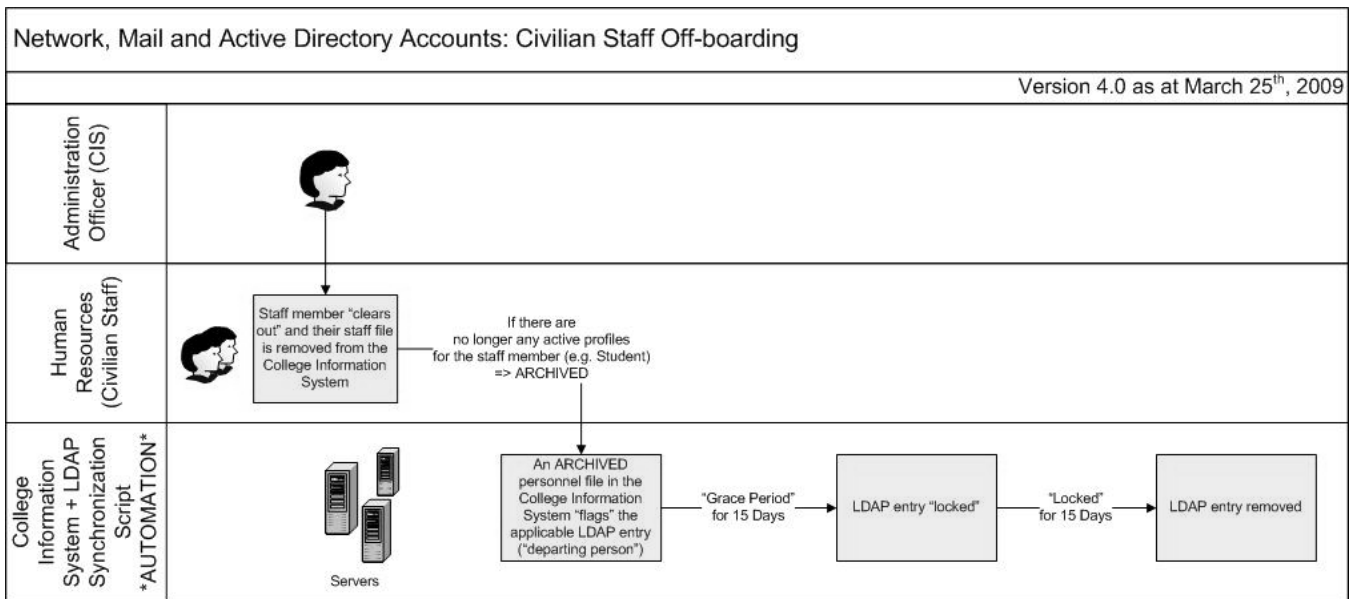 Network, Mail and Active Directory Accounts: Civilian Staff Off-boarding
Version 4.0 as at March 25th, 2009
Administration
Officer (CIS)
Human
Resources
(Civilian Staff)
Staff member “clears
out” and their staff file
is removed from the
College Information
System
If there are
no longer any active profiles
for the staff member (e.g. Student)
=> ARCHIVED
College
Information
System + LDAP
Synchronization
Script
*AUTOMATION*
Servers
An ARCHIVED
personnel file in the
College Information
System “flags” the
applicable LDAP entry
(“departing person”)
“Grace Period”
for 15 Days
LDAP entry “locked”
“Locked”
for 15 Days
LDAP entry removed